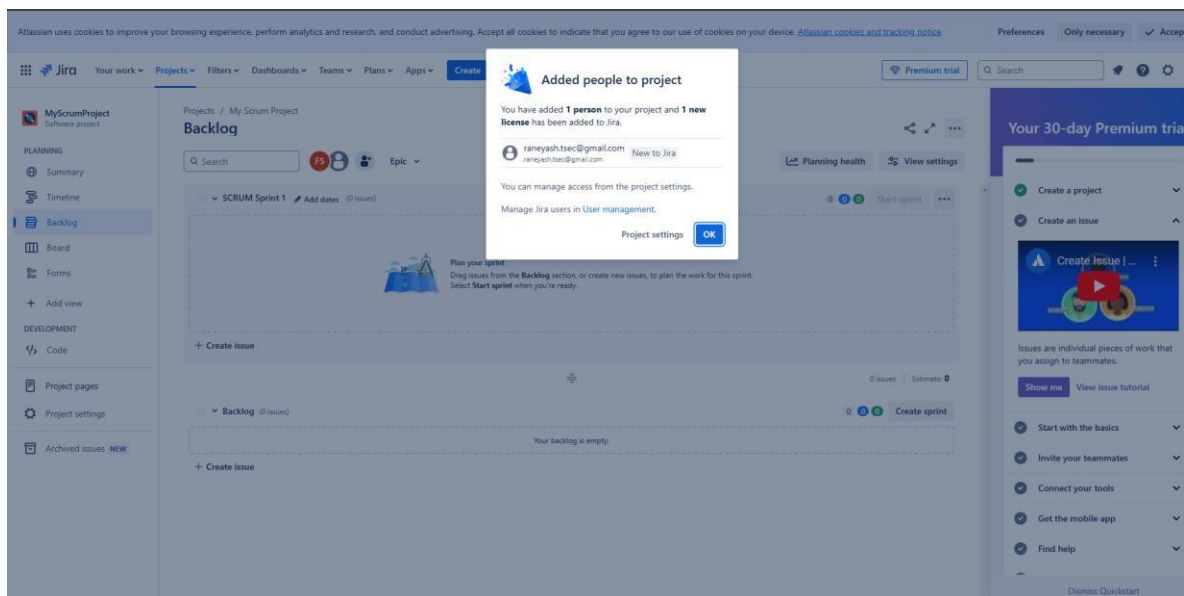 Atlassian uses cookies to improve your browsing experience, perform analytics and research, and conduct advertising. Accept all cookies to indicate that you agree to our use of cookies on your device. Atlassian cookies and tracking notice
Preferences Only necessary Accep
Jira Your work Projects Filters Dashboards Teams Plans Apps Create Premium trial Search
MyScrumProject
Software project
PLANNING
Summary
Timeline
Backlog
Board
Forms
Add view
DEVELOPMENT
Code
Project pages
Project settings
Archived issues NEW
Projects / My Scrum Project
Backlog
Search FS Epic Planning health View settings
SCRUM Sprint 1 Add dates (0 issues) 0 0 0 Start sprint
Plan your sprint
Drag issues from the Backlog section, or create new issues, to plan the work for this sprint.
Select Start sprint when you're ready.
+ Create issue
0 issues | Estimate: 0
Backlog (0 issues) 0 0 0 Create sprint
Your backlog is empty.
+ Create issue
Added people to project
You have added 1 person to your project and 1 new
license has been added to Jira.
raneyash.tsec@gmail.com New to Jira
raneyash.tsec@gmail.com
You can manage access from the project settings.
Manage Jira users in User management.
Project settings OK
Your 30-day Premium tria
Create a project
Create an issue
Create Issue | ...
Issues are individual pieces of work that
you assign to teammates.
Show me View issue tutorial
Start with the basics
Invite your teammates
Connect your tools
Get the mobile app
Find help
Dismiss Quickstart